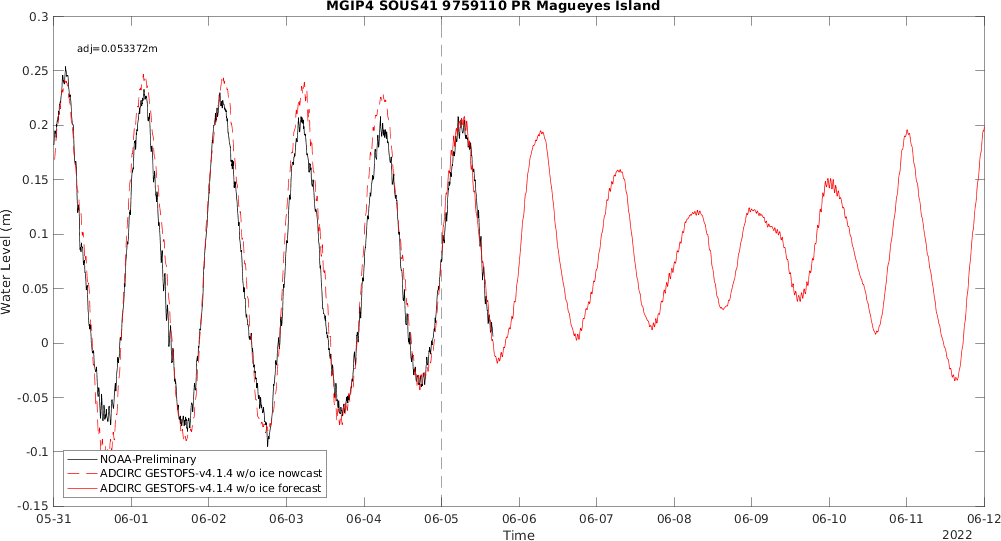 MGIP4 SOUS41 9759110 PR Magueyes Island
adj=0.053372m
Water Level (m)
0.3
0.25
0.2
0.15
0.1
0.05
0
-0.05
-0.1
-0.15
NOAA-Preliminary
ADCIRC GESTOFS-v4.1.4 w/o ice nowcast
ADCIRC GESTOFS-v4.1.4 w/o ice forecast
05-31 06-01 06-02 06-03 06-04 06-05 06-06 06-07 06-08 06-09 06-10 06-11 06-12
Time
2022